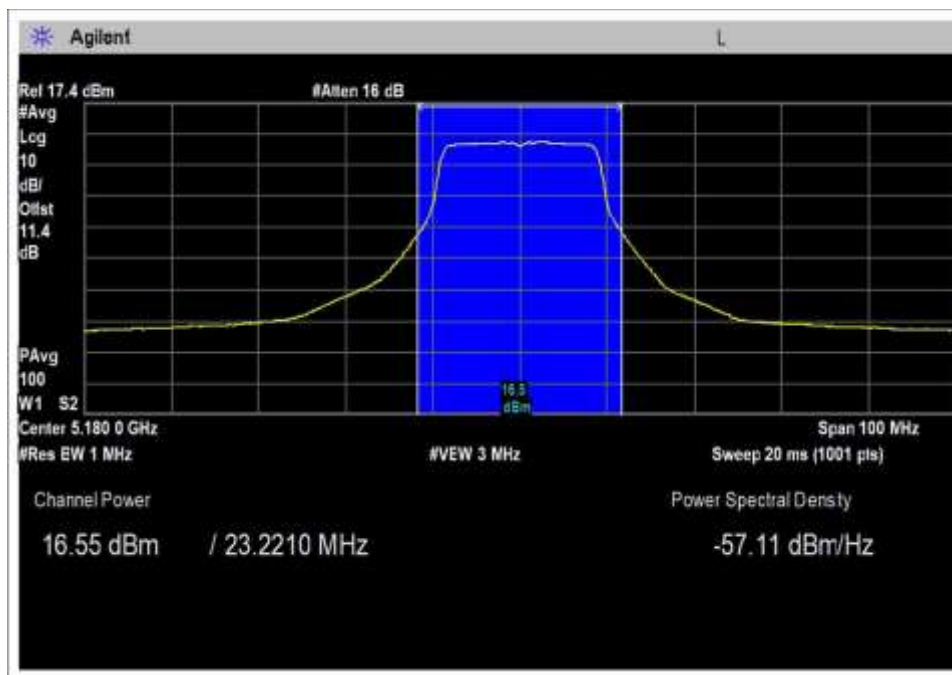 Agilent L
Ref 17.4 dBm #Atten 16 dB
#Avg
Log
10
dB/
Offst
11.4
dB
PAvg
100
W1 S2
16.5
dBm
Center 5.180 0 GHz Span 100 MHz
#Res BW 1 MHz #VBW 3 MHz Sweep 20 ms (1001 pts)
Channel Power Power Spectral Density
16.55 dBm / 23.2210 MHz -57.11 dBm/Hz